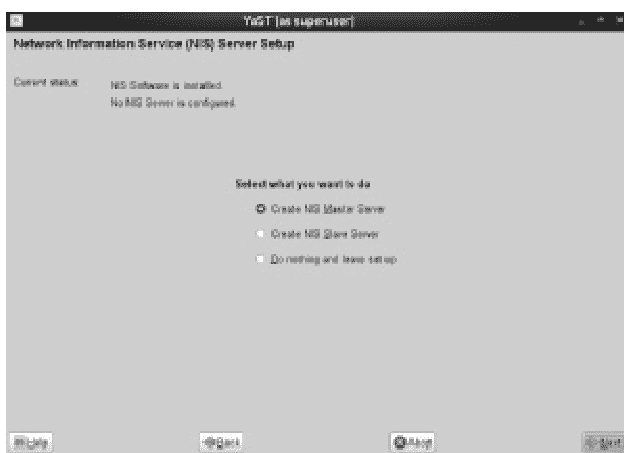 YaST (as superuser)
Network Information Service (NIS) Server Setup
Current status:
NIS Software is installed.
No NIS Server is configured.
Select what you want to do
Create NIS Master Server
Create NIS Slave Server
Do nothing and leave set up
Help
Back
Abort
Next